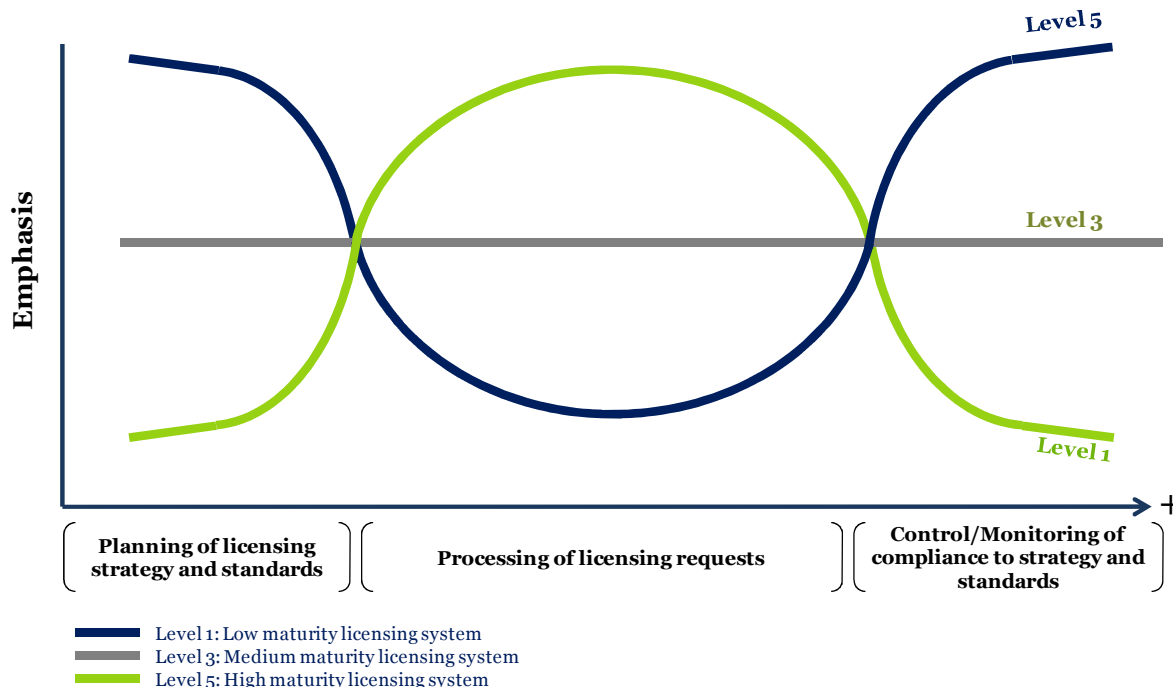 Level 5
Emphasis
Level 3
Level 1
+
Planning of licensing
strategy and standards
Processing of licensing requests
Control/Monitoring of
compliance to strategy and
standards
Level 1: Low maturity licensing system
Level 3: Medium maturity licensing system
Level 5: High maturity licensing system